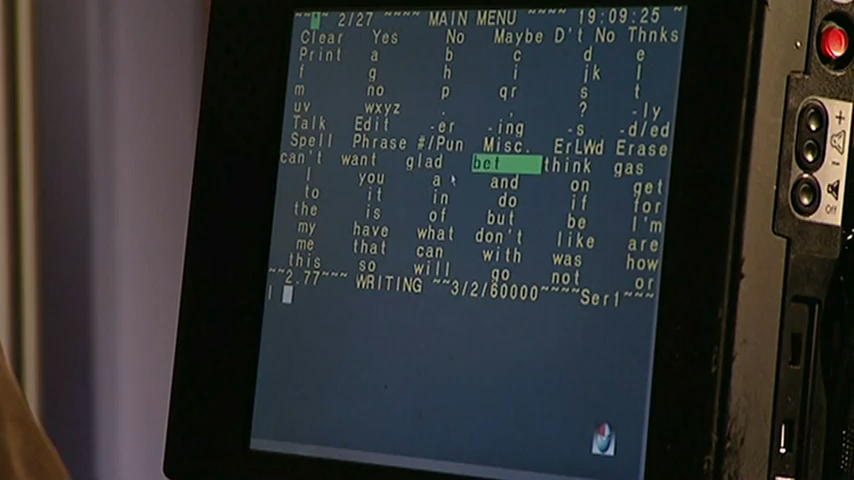 ~~* 2/27 ~~~~ MAIN MENU ~~~~ 19:09:25 ~
Clear Yes No Maybe D't No Thnks
Print a b c d e
f g h i jk l
m no p qr s t
uv wxyz . , ? -ly
Talk Edit -er -ing -s -d/ed
Spell Phrase #/Pun Misc. ErLWd Erase
can't want glad bet think gas
I you a and on get
to it in do if for
the is of but be I'm
my have what don't like are
me that can with was how
this so will go not or
~~2.77~~~ WRITING ~~3/2/60000~~~~Ser1~~~
I
+
-
Off